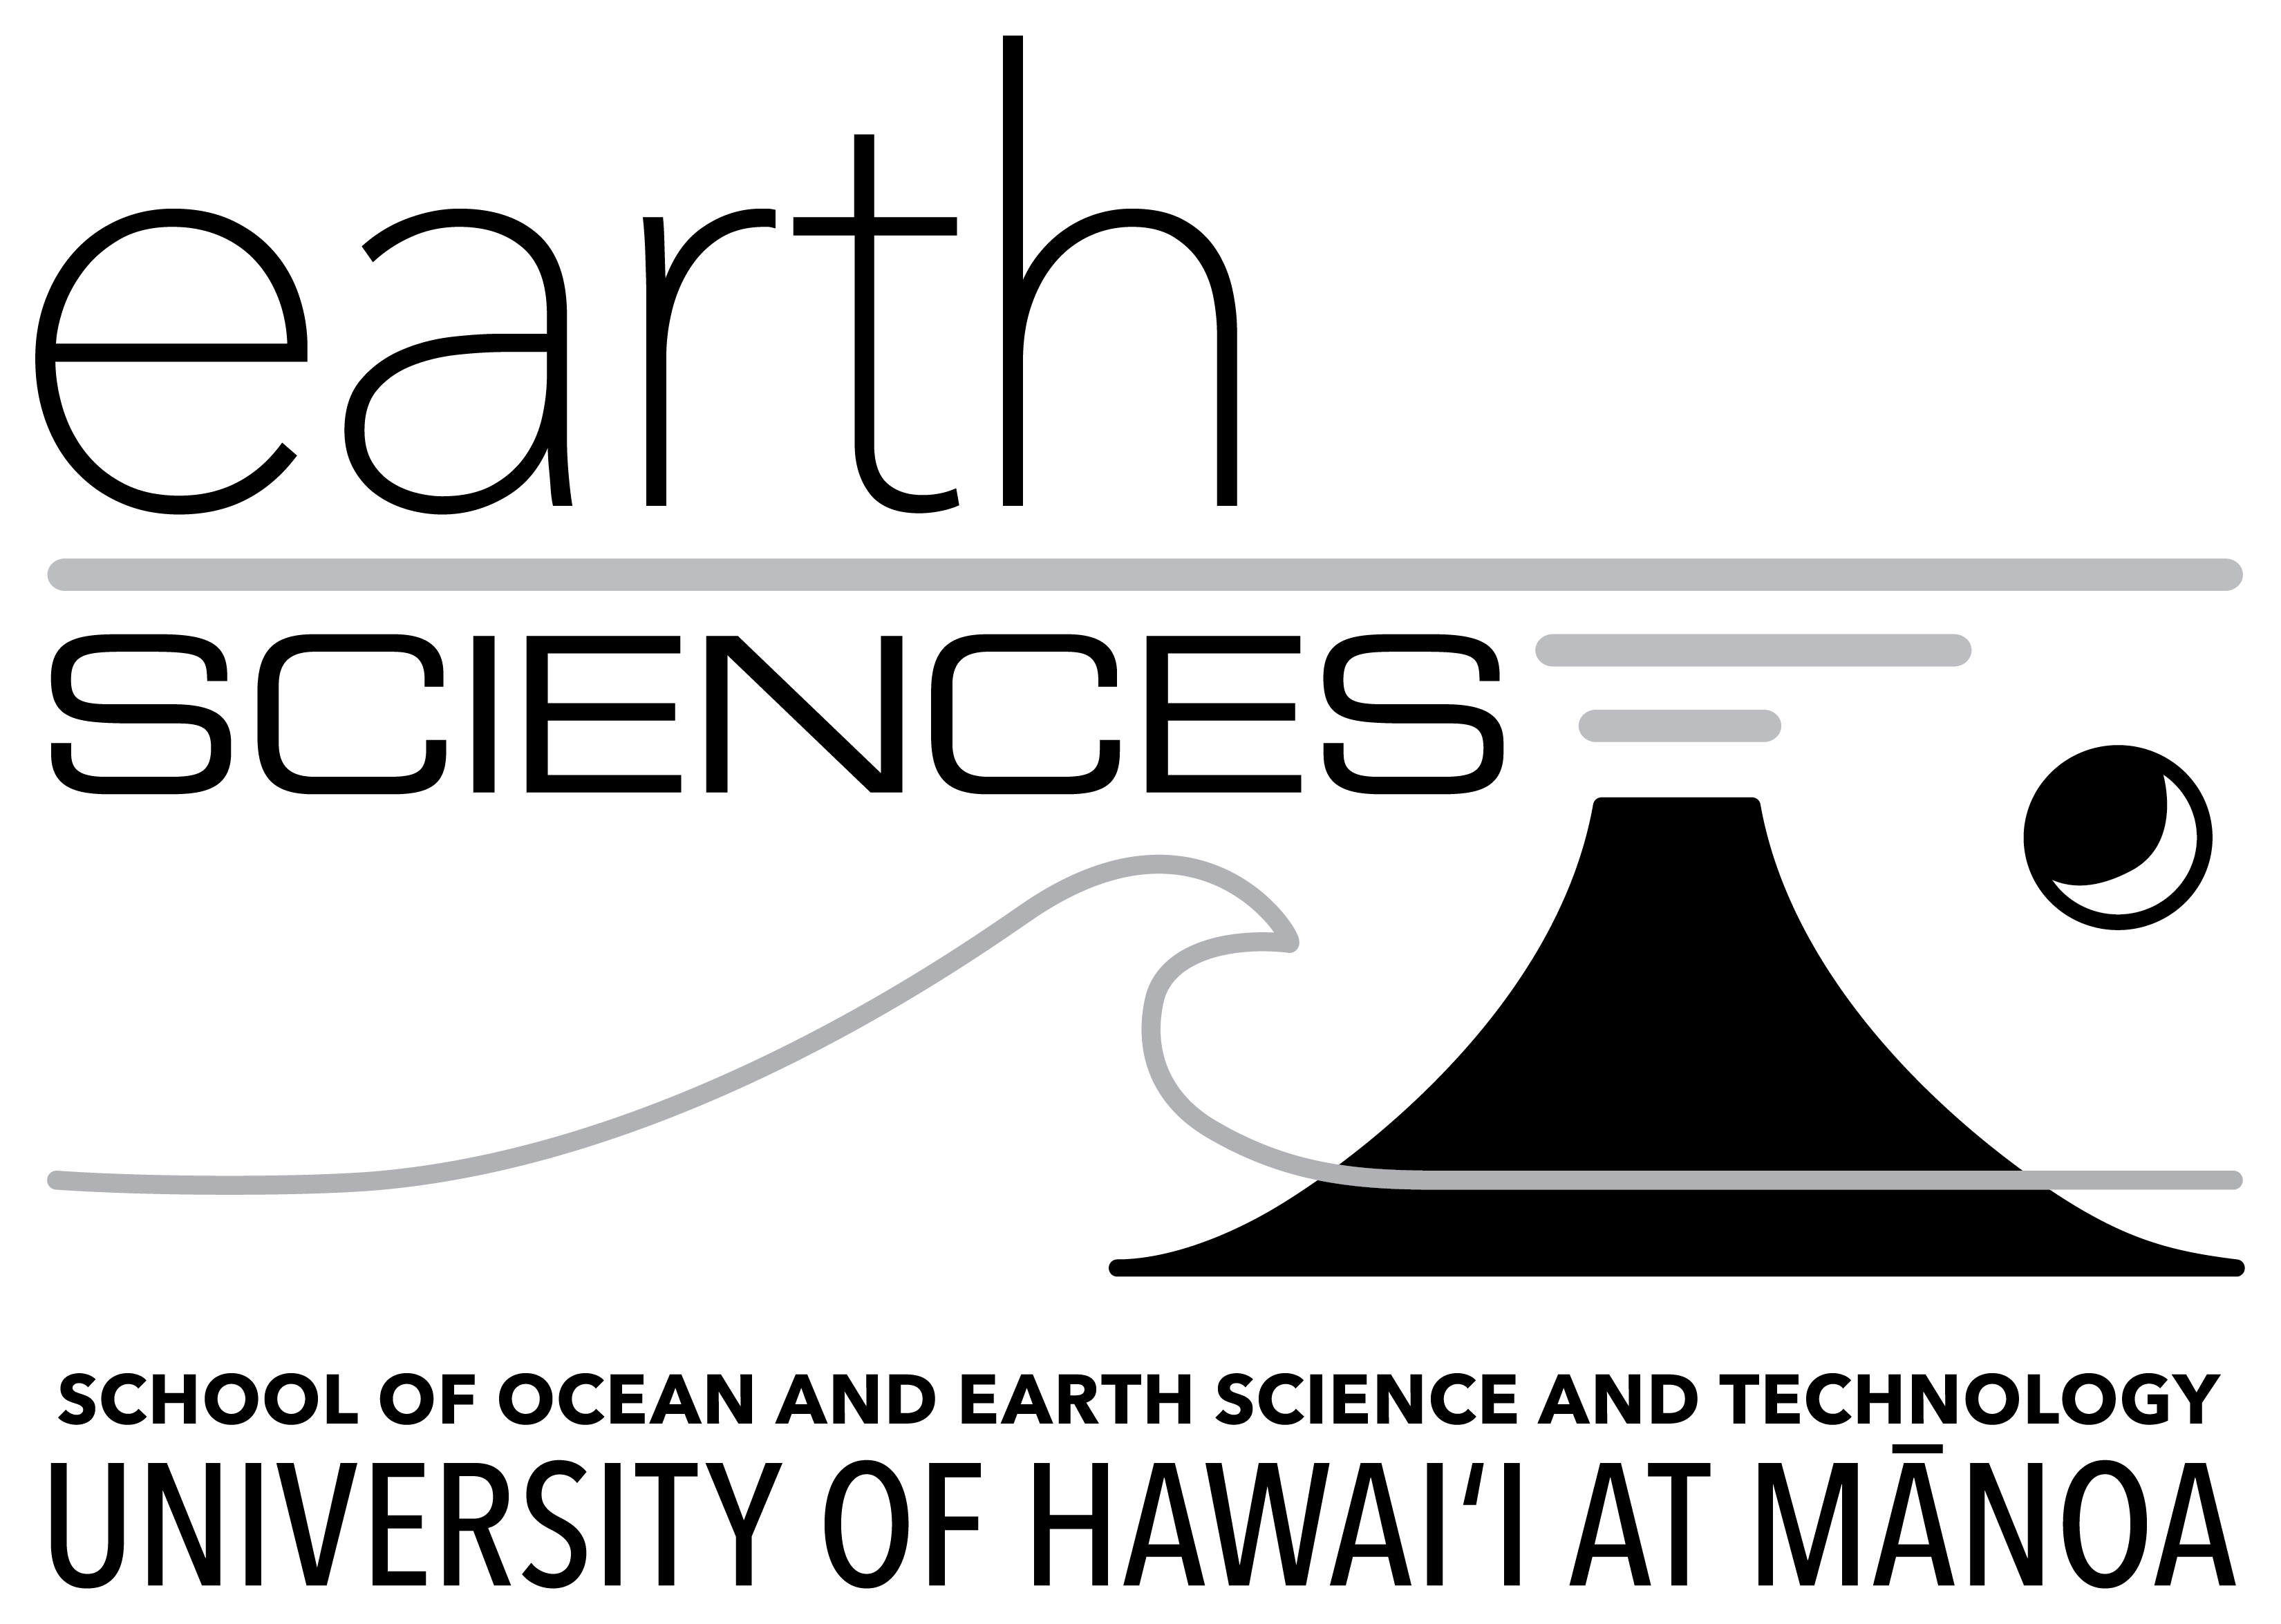 earth
SCIENCES
SCHOOL OF OCEAN AND EARTH SCIENCE AND TECHNOLOGY
UNIVERSITY OF HAWAIʻI AT MĀNOA